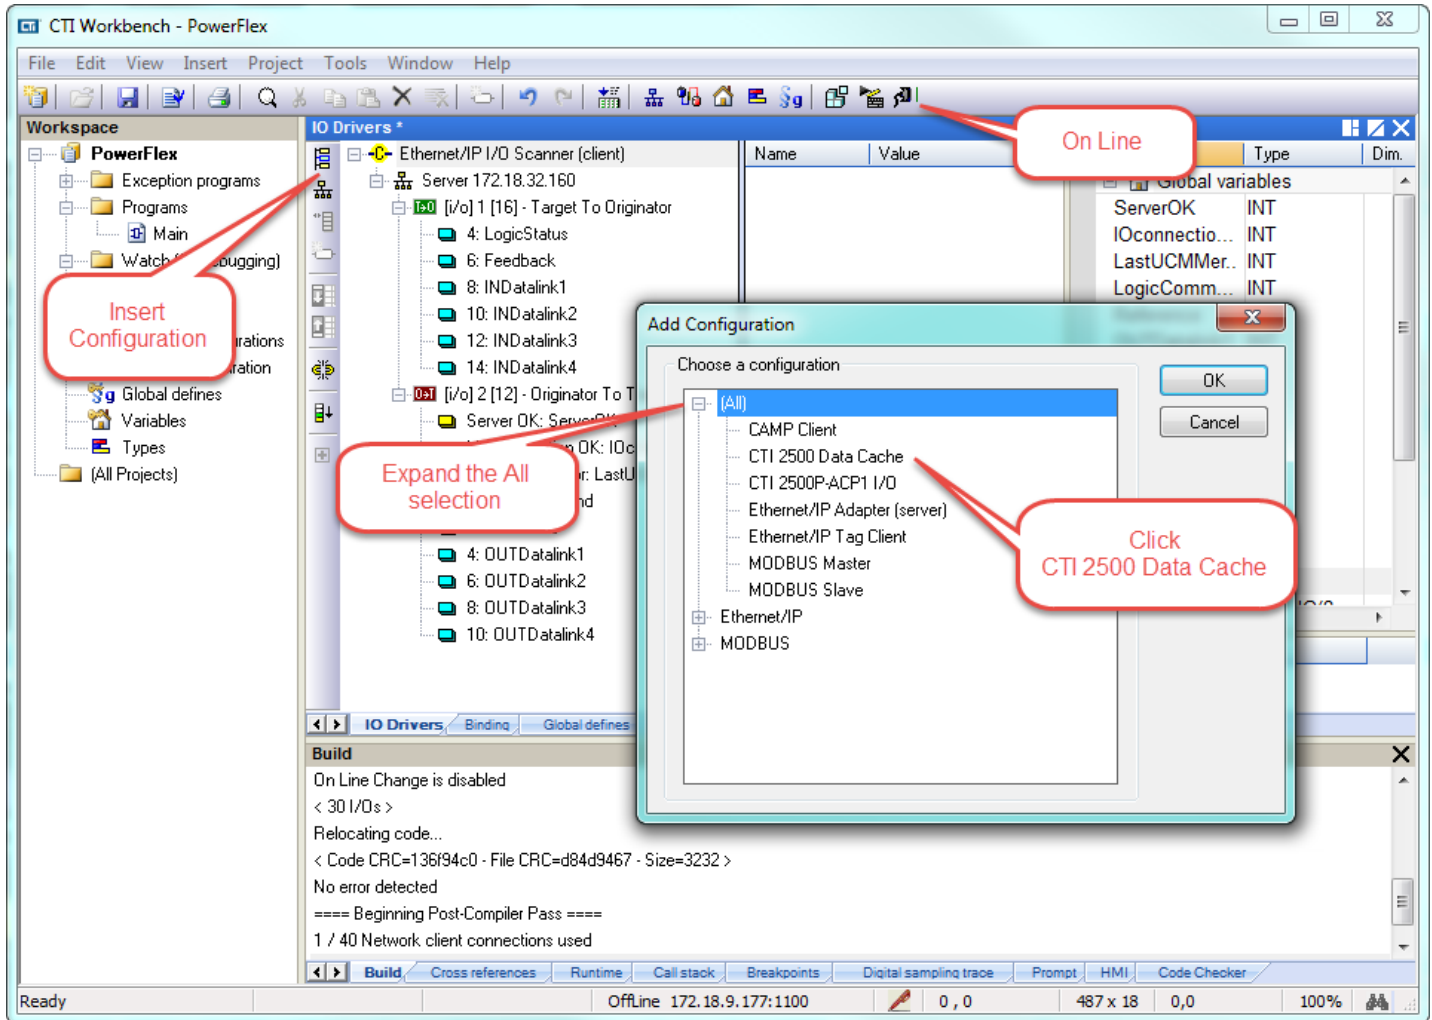 CTI Workbench - PowerFlex
File Edit View Insert Project Tools Window Help
Workspace
PowerFlex
Exception programs
Programs
Main
Watch
bugging)
Insert
Configuration
rations
ration
Global defines
Variables
Types
(All Projects)
IO Drivers *
Ethernet/IP I/O Scanner (client)
Server 172.18.32.160
[i/o] 1 [16] - Target To Originator
4: LogicStatus
6: Feedback
8: INDatalink1
10: INDatalink2
12: INDatalink3
14: INDatalink4
[i/o] 2 [12] - Originator To T
Server OK: ServerOK
OK: IOc
r: LastU
nd
4: OUTDatalink1
6: OUTDatalink2
8: OUTDatalink3
10: OUTDatalink4
Expand the All
selection
Name Value
On Line
Type Dim.
Global variables
ServerOK INT
IOconnectio... INT
LastUCMMer.. INT
LogicComm... INT
Add Configuration
Choose a configuration
(All)
CAMP Client
CTI 2500 Data Cache
CTI 2500P-ACP1 I/O
Ethernet/IP Adapter (server)
Ethernet/IP Tag Client
MODBUS Master
MODBUS Slave
Ethernet/IP
MODBUS
OK
Cancel
Click
CTI 2500 Data Cache
IO Drivers Binding Global defines
Build
On Line Change is disabled
< 30 I/Os >
Relocating code...
< Code CRC=136f94c0 - File CRC=d84d9467 - Size=3232 >
No error detected
==== Beginning Post-Compiler Pass ====
1 / 40 Network client connections used
Build Cross references Runtime Call stack Breakpoints Digital sampling trace Prompt HMI Code Checker
Ready OffLine 172.18.9.177:1100 0 , 0 487 x 18 0,0 100%